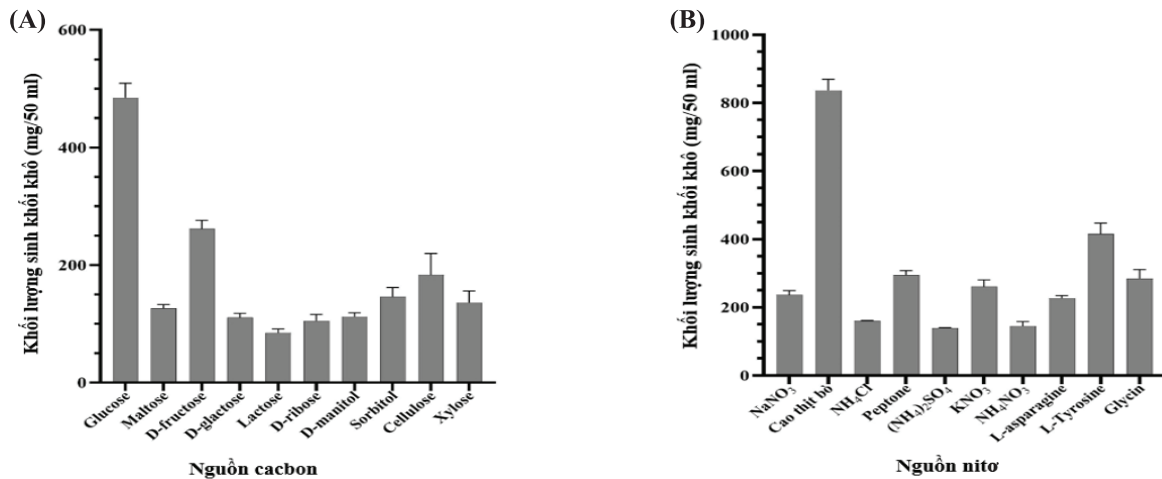 (A)
Khối lượng sinh khối khô (mg/50 ml)
600
400
200
0
Glucose
Maltose
D-fructose
D-glactose
Lactose
D-ribose
D-manitol
Sorbitol
Cellulose
Xylose
Nguồn cacbon
(B)
Khối lượng sinh khối khô (mg/50 ml)
1000
800
600
400
200
0
NaNO₃
Cao thịt bò
NH₄Cl
Peptone
(NH₄)₂SO₄
KNO₃
NH₄NO₃
L-asparagine
L-Tyrosine
Glycin
Nguồn nitơ